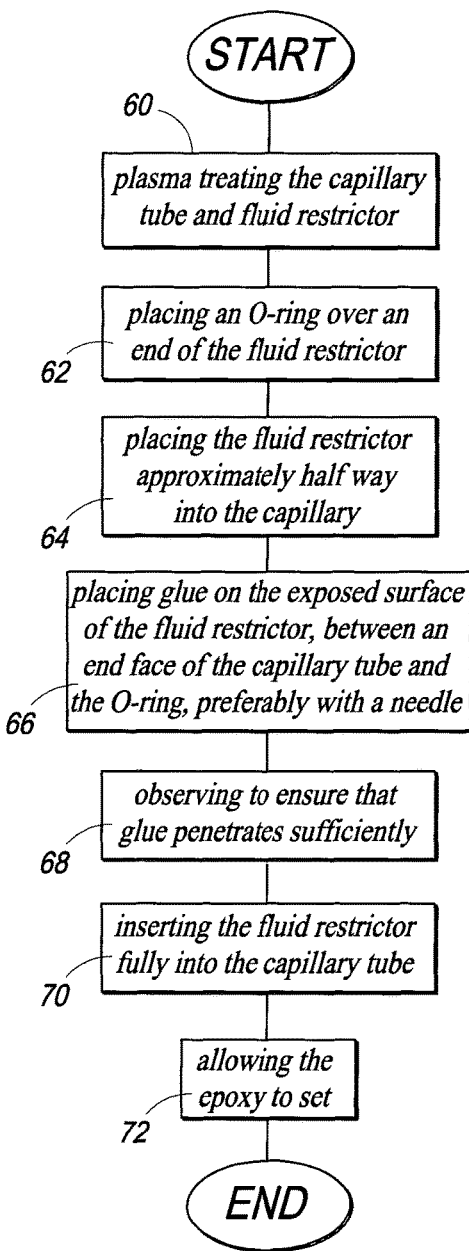 START
60
plasma treating the capillary
tube and fluid restrictor
placing an O-ring over an
end of the fluid restrictor
62
placing the fluid restrictor
approximately half way
into the capillary
64
placing glue on the exposed surface
of the fluid restrictor, between an
end face of the capillary tube and
the O-ring, preferably with a needle
66
observing to ensure that
glue penetrates sufficiently
68
inserting the fluid restrictor
fully into the capillary tube
70
allowing the
epoxy to set
72
END